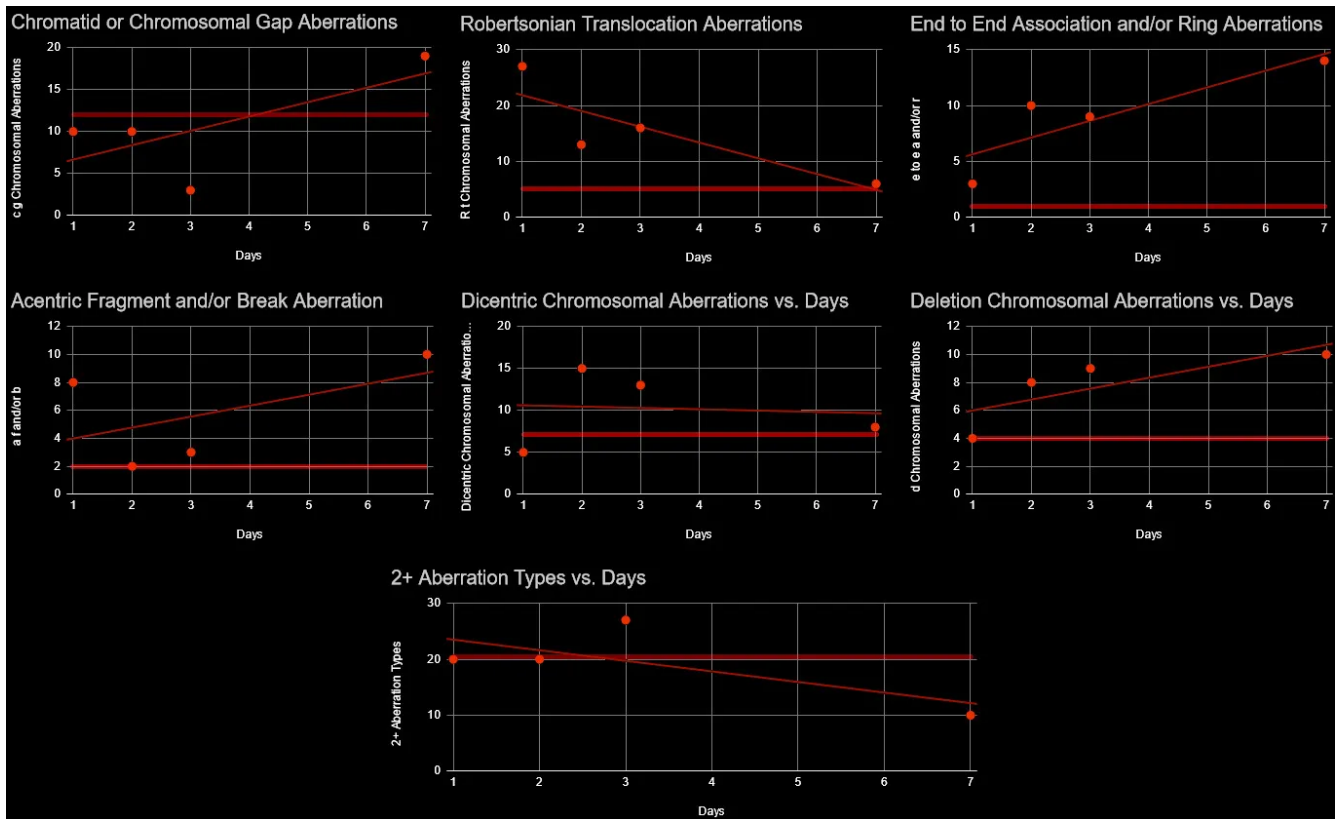 Chromatid or Chromosomal Gap Aberrations
c g Chromosomal Aberrations
20
15
10
5
0
1 2 3 4 5 6 7
Days
Robertsonian Translocation Aberrations
R t Chromosomal Aberrations
30
20
10
0
1 2 3 4 5 6 7
Days
End to End Association and/or Ring Aberrations
e to e a and/or r
15
10
5
0
1 2 3 4 5 6 7
Days
Acentric Fragment and/or Break Aberration
a f and/or b
12
10
8
6
4
2
0
1 2 3 4 5 6 7
Days
Dicentric Chromosomal Aberrations vs. Days
Dicentric Chromosomal Aberratio...
20
15
10
5
0
1 2 3 4 5 6 7
Days
Deletion Chromosomal Aberrations vs. Days
d Chromosomal Aberrations
12
10
8
6
4
2
0
1 2 3 4 5 6 7
Days
2+ Aberration Types vs. Days
2+ Aberration Types
30
20
10
0
1 2 3 4 5 6 7
Days